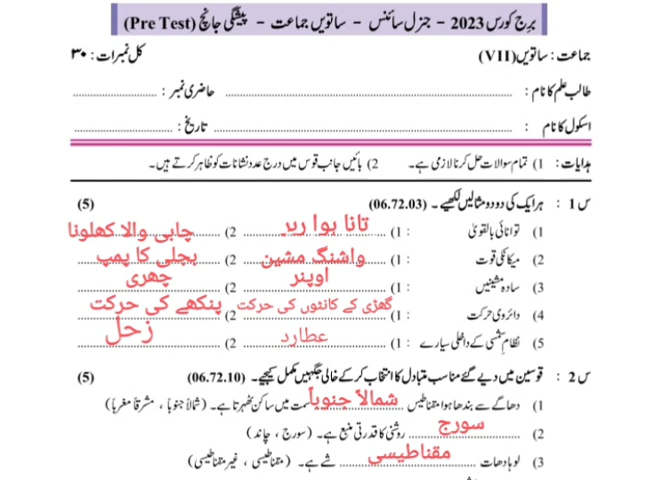 برج کورس 2023 - جنرل سائنس - ساتویں جماعت - پیشگی جانچ (Pre Test)
جماعت : ساتویں (VII) کل نمبرات : ۳۰
طالب علم کا نام : .................... حاضری نمبر : ....................
اسکول کا نام : .................... تاریخ : ....................
ہدایات : 1) تمام سوالات حل کرنا لازمی ہے۔ 2) بائیں جانب قوس میں درج عدد نشانات کو ظاہر کرتے ہیں۔
س 1 : ہر ایک کی دو دو مثالیں لکھیے۔ (06.72.03) (5)
1) توانائی بالقویٰ : 1) تانا ہوا ربر 2) چابی والا کھلونا
2) میکانکی قوت : 1) واشنگ مشین 2) بجلی کا پمپ
3) سادہ مشینیں : 1) اوپنر 2) چھری
4) دائروی حرکت : 1) گھڑی کے کانٹوں کی حرکت 2) پنکھے کی حرکت
5) نظام شمسی کے داخلی سیارے : 1) عطارد 2) زحل
س 2 : قوسین میں دیے گئے مناسب متبادل کا انتخاب کر کے خالی جگہیں مکمل کیجیے۔ (06.72.10) (5)
1) دھاگے سے بندھا ہوا مقناطیس شمالاً جنوباً سمت میں ساکن ٹھہرتا ہے۔ (شمالاً جنوباً ، مشرقاً مغرباً)
2) سورج روشنی کا قدرتی منبع ہے۔ (سورج ، چاند)
3) لوہا دھات مقناطیسی شے ہے۔ (مقناطیسی ، غیر مقناطیسی)